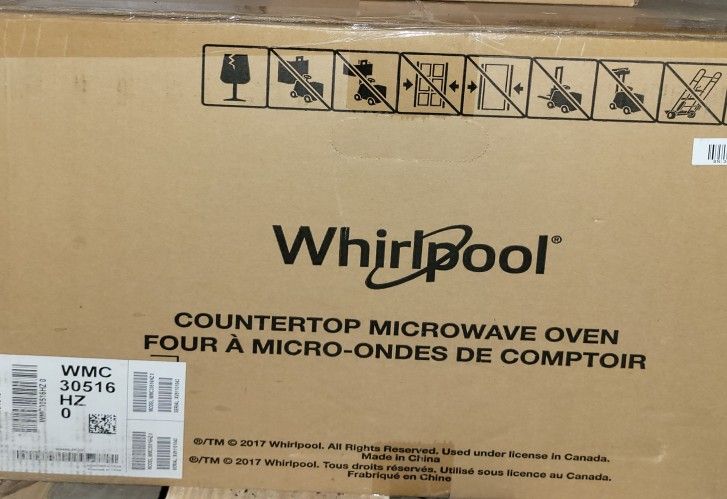 Whirlpool®
COUNTERTOP MICROWAVE OVEN
FOUR À MICRO-ONDES DE COMPTOIR
WMC
30516
HZ
0
®/TM © 2017 Whirlpool. All Rights Reserved. Used under license in Canada.
Made in China
®/TM © 2017 Whirlpool. Tous droits réservés. Utilisé sous licence au Canada.
Frabriqué en Chine